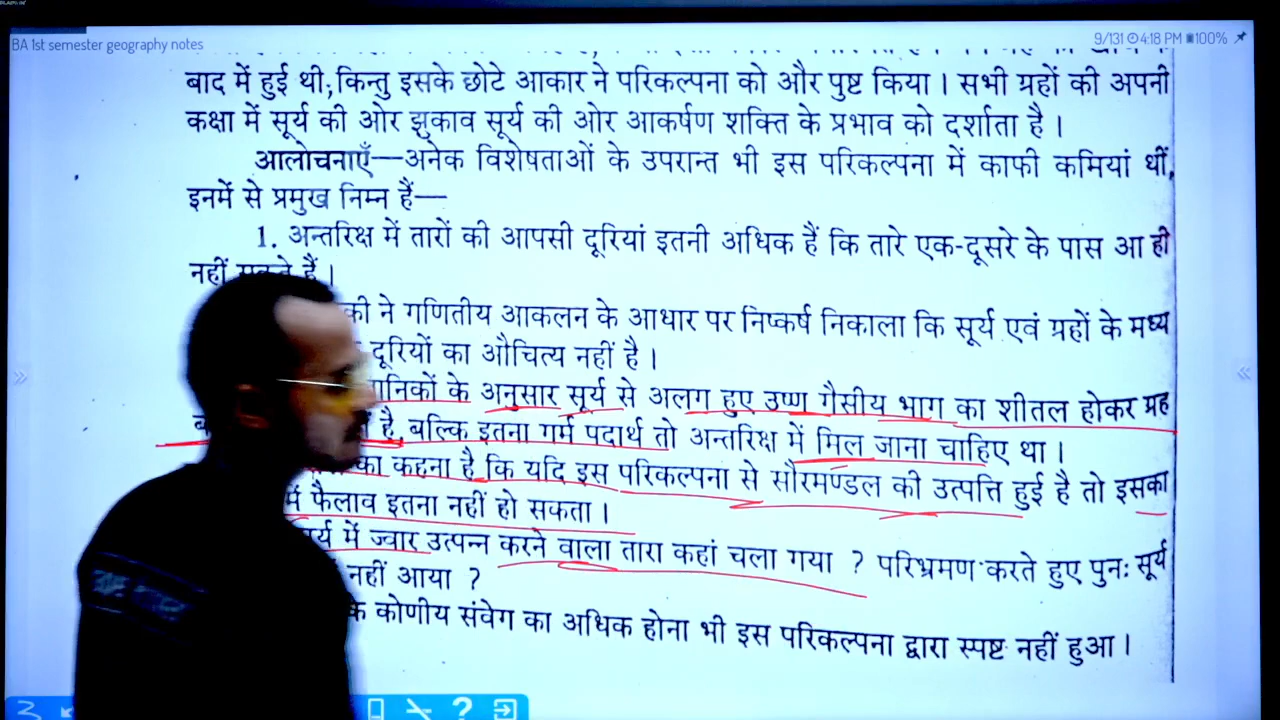 BA 1st semester geography notes
9/131 4:18 PM 100%
बाद में हुई थी, किन्तु इसके छोटे आकार ने परिकल्पना को और पुष्ट किया । सभी ग्रहों की अपनी
कक्षा में सूर्य की ओर झुकाव सूर्य की ओर आकर्षण शक्ति के प्रभाव को दर्शाता है ।
आलोचनाएँ—अनेक विशेषताओं के उपरान्त भी इस परिकल्पना में काफी कमियां थीं,
इनमें से प्रमुख निम्न हैं—
1. अन्तरिक्ष में तारों की आपसी दूरियां इतनी अधिक हैं कि तारे एक-दूसरे के पास आ ही
नहीं सकते हैं ।
की ने गणितीय आकलन के आधार पर निष्कर्ष निकाला कि सूर्य एवं ग्रहों के मध्य
दूरियों का औचित्य नहीं है ।
के अनुसार सूर्य से अलग हुए उष्ण गैसीय भाग का शीतल होकर ग्रह
है, बल्कि इतना गर्म पदार्थ तो अन्तरिक्ष में मिल जाना चाहिए था ।
का कहना है कि यदि इस परिकल्पना से सौरमण्डल की उत्पत्ति हुई है तो इसका
में फैलाव इतना नहीं हो सकता ।
में ज्वार उत्पन्न करने वाला तारा कहां चला गया ? परिभ्रमण करते हुए पुनः सूर्य
नहीं आया ?
कोणीय संवेग का अधिक होना भी इस परिकल्पना द्वारा स्पष्ट नहीं हुआ ।